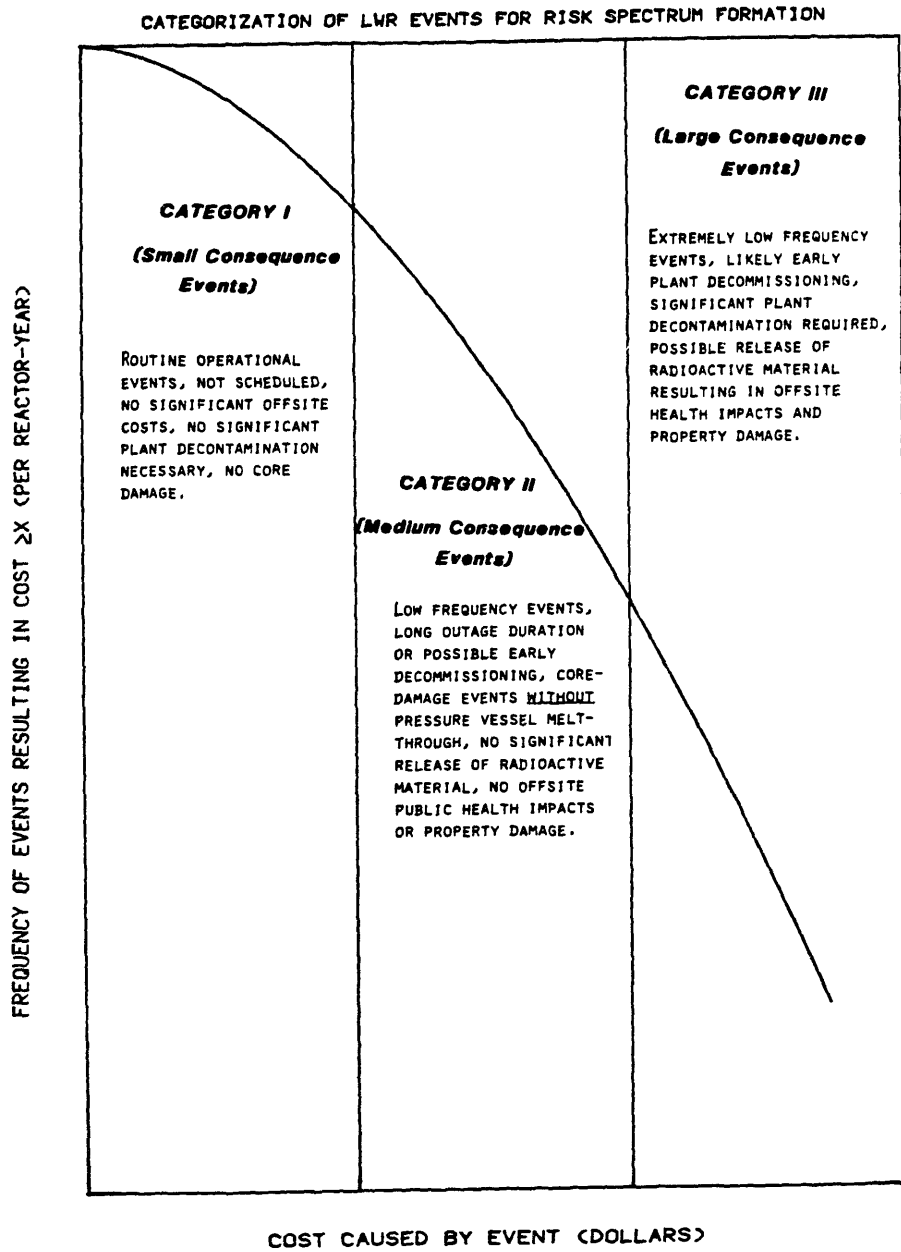 CATEGORIZATION OF LWR EVENTS FOR RISK SPECTRUM FORMATION
FREQUENCY OF EVENTS RESULTING IN COST ≥X (PER REACTOR-YEAR)
CATEGORY I
(Small Consequence
Events)
ROUTINE OPERATIONAL
EVENTS, NOT SCHEDULED,
NO SIGNIFICANT OFFSITE
COSTS, NO SIGNIFICANT
PLANT DECONTAMINATION
NECESSARY, NO CORE
DAMAGE.
CATEGORY II
(Medium Consequence
Events)
LOW FREQUENCY EVENTS,
LONG OUTAGE DURATION
OR POSSIBLE EARLY
DECOMMISSIONING, CORE-
DAMAGE EVENTS WITHOUT
PRESSURE VESSEL MELT-
THROUGH, NO SIGNIFICANT
RELEASE OF RADIOACTIVE
MATERIAL, NO OFFSITE
PUBLIC HEALTH IMPACTS
OR PROPERTY DAMAGE.
CATEGORY III
(Large Consequence
Events)
EXTREMELY LOW FREQUENCY
EVENTS, LIKELY EARLY
PLANT DECOMMISSIONING,
SIGNIFICANT PLANT
DECONTAMINATION REQUIRED,
POSSIBLE RELEASE OF
RADIOACTIVE MATERIAL
RESULTING IN OFFSITE
HEALTH IMPACTS AND
PROPERTY DAMAGE.
COST CAUSED BY EVENT (DOLLARS)